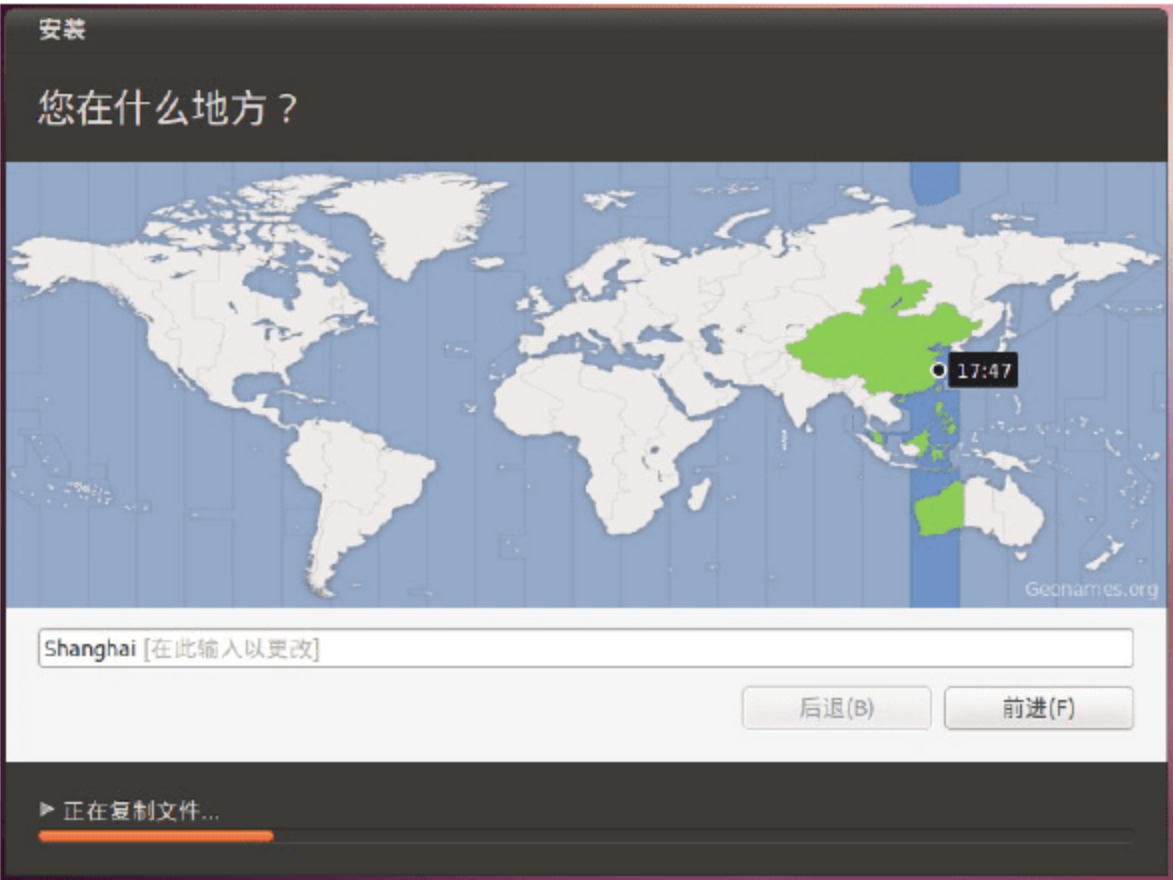 安装
您在什么地方？
17:47
Geonames.org
Shanghai [在此输入以更改]
后退(B) 前进(F)
正在复制文件...